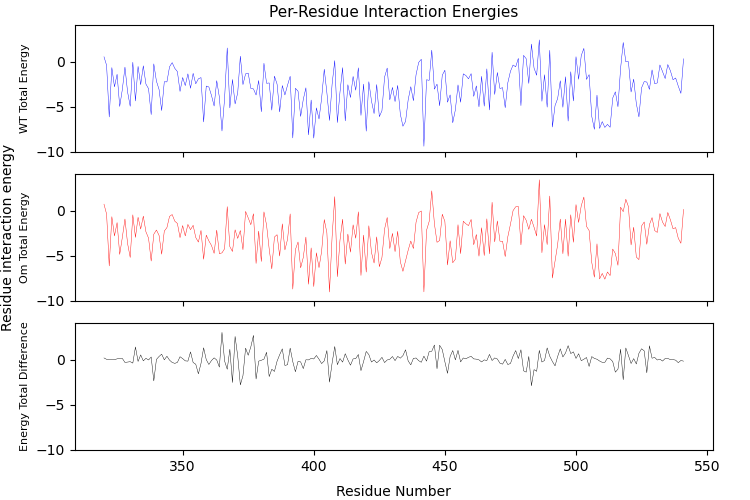 Per-Residue Interaction Energies
Residue interaction energy
WT Total Energy
0
−5
−10
Om Total Energy
0
−5
−10
Energy Total Difference
0
−5
−10
350 400 450 500 550
Residue Number